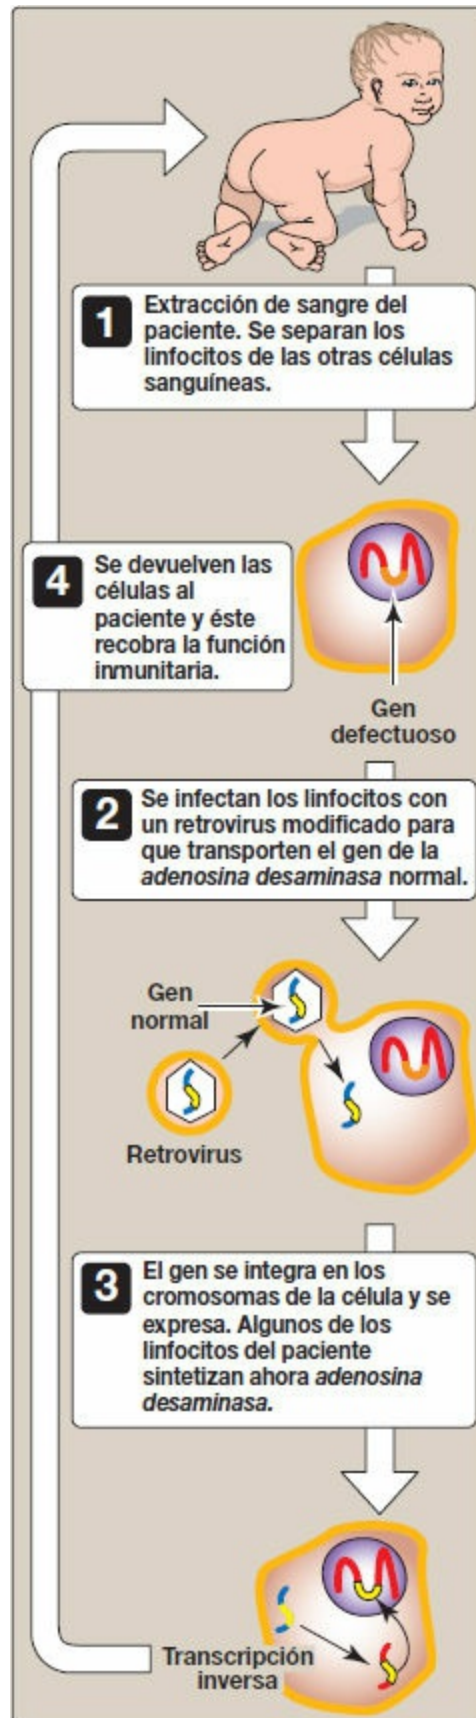 1
Extracción de sangre del
paciente. Se separan los
linfocitos de las otras células
sanguíneas.
4
Se devuelven las
células al
paciente y éste
recobra la función
inmunitaria.
Gen
defectuoso
2
Se infectan los linfocitos con
un retrovirus modificado para
que transporten el gen de la
adenosina desaminasa normal.
Gen
normal
Retrovirus
3
El gen se integra en los
cromosomas de la célula y se
expresa. Algunos de los
linfocitos del paciente
sintetizan ahora adenosina
desaminasa.
Transcripción
inversa